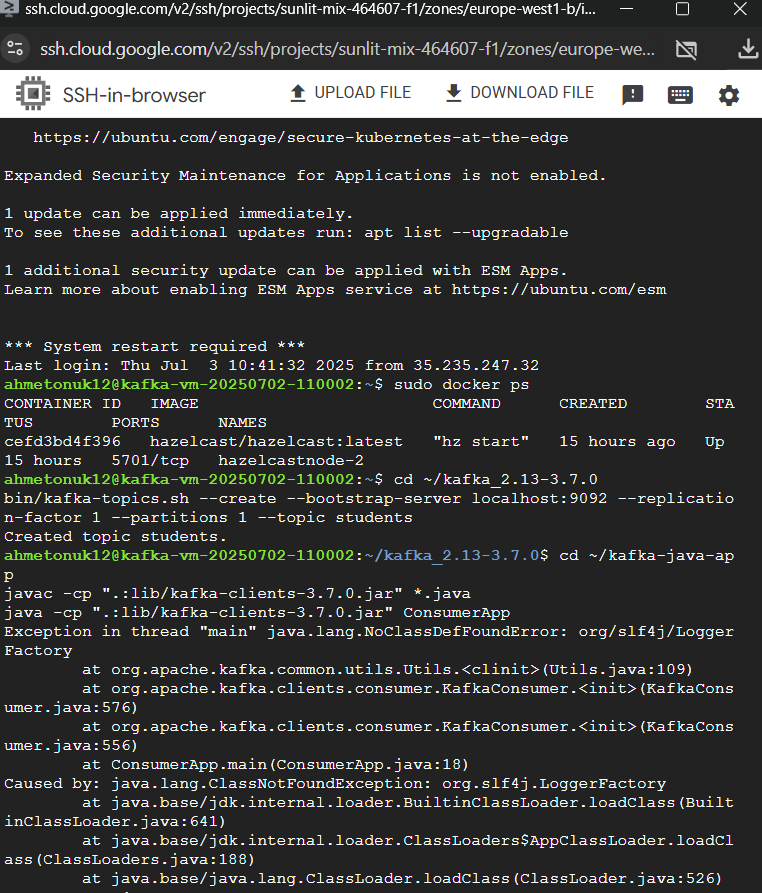 ssh.cloud.google.com/v2/ssh/projects/sunlit-mix-464607-f1/zones/europe-west1-b/i...
ssh.cloud.google.com/v2/ssh/projects/sunlit-mix-464607-f1/zones/europe-we...
SSH-in-browser
UPLOAD FILE
DOWNLOAD FILE
https://ubuntu.com/engage/secure-kubernetes-at-the-edge
Expanded Security Maintenance for Applications is not enabled.
1 update can be applied immediately.
To see these additional updates run: apt list --upgradable
1 additional security update can be applied with ESM Apps.
Learn more about enabling ESM Apps service at https://ubuntu.com/esm
*** System restart required ***
Last login: Thu Jul  3 10:41:32 2025 from 35.235.247.32
ahmetonuk12@kafka-vm-20250702-110002:~$ sudo docker ps
CONTAINER ID   IMAGE                        COMMAND      CREATED        STA
TUS        PORTS      NAMES
cefd3bd4f396   hazelcast/hazelcast:latest   "hz start"   15 hours ago   Up
15 hours   5701/tcp   hazelcastnode-2
ahmetonuk12@kafka-vm-20250702-110002:~$ cd ~/kafka_2.13-3.7.0
bin/kafka-topics.sh --create --bootstrap-server localhost:9092 --replicatio
n-factor 1 --partitions 1 --topic students
Created topic students.
ahmetonuk12@kafka-vm-20250702-110002:~/kafka_2.13-3.7.0$ cd ~/kafka-java-ap
p
javac -cp ".:lib/kafka-clients-3.7.0.jar" *.java
java -cp ".:lib/kafka-clients-3.7.0.jar" ConsumerApp
Exception in thread "main" java.lang.NoClassDefFoundError: org/slf4j/Logger
Factory
at org.apache.kafka.common.utils.Utils.<clinit>(Utils.java:109)
at org.apache.kafka.clients.consumer.KafkaConsumer.<init>(KafkaCons
umer.java:576)
at org.apache.kafka.clients.consumer.KafkaConsumer.<init>(KafkaCons
umer.java:556)
at ConsumerApp.main(ConsumerApp.java:18)
Caused by: java.lang.ClassNotFoundException: org.slf4j.LoggerFactory
at java.base/jdk.internal.loader.BuiltinClassLoader.loadClass(Built
inClassLoader.java:641)
at java.base/jdk.internal.loader.ClassLoaders$AppClassLoader.loadCl
ass(ClassLoaders.java:188)
at java.base/java.lang.ClassLoader.loadClass(ClassLoader.java:526)